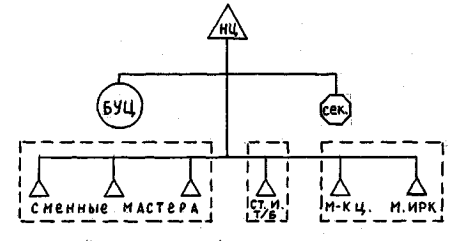 НЦ
БУЦ
сек.
сменные мастера
СТ. И.
Т/Б
М-КЦ. М.ИРК